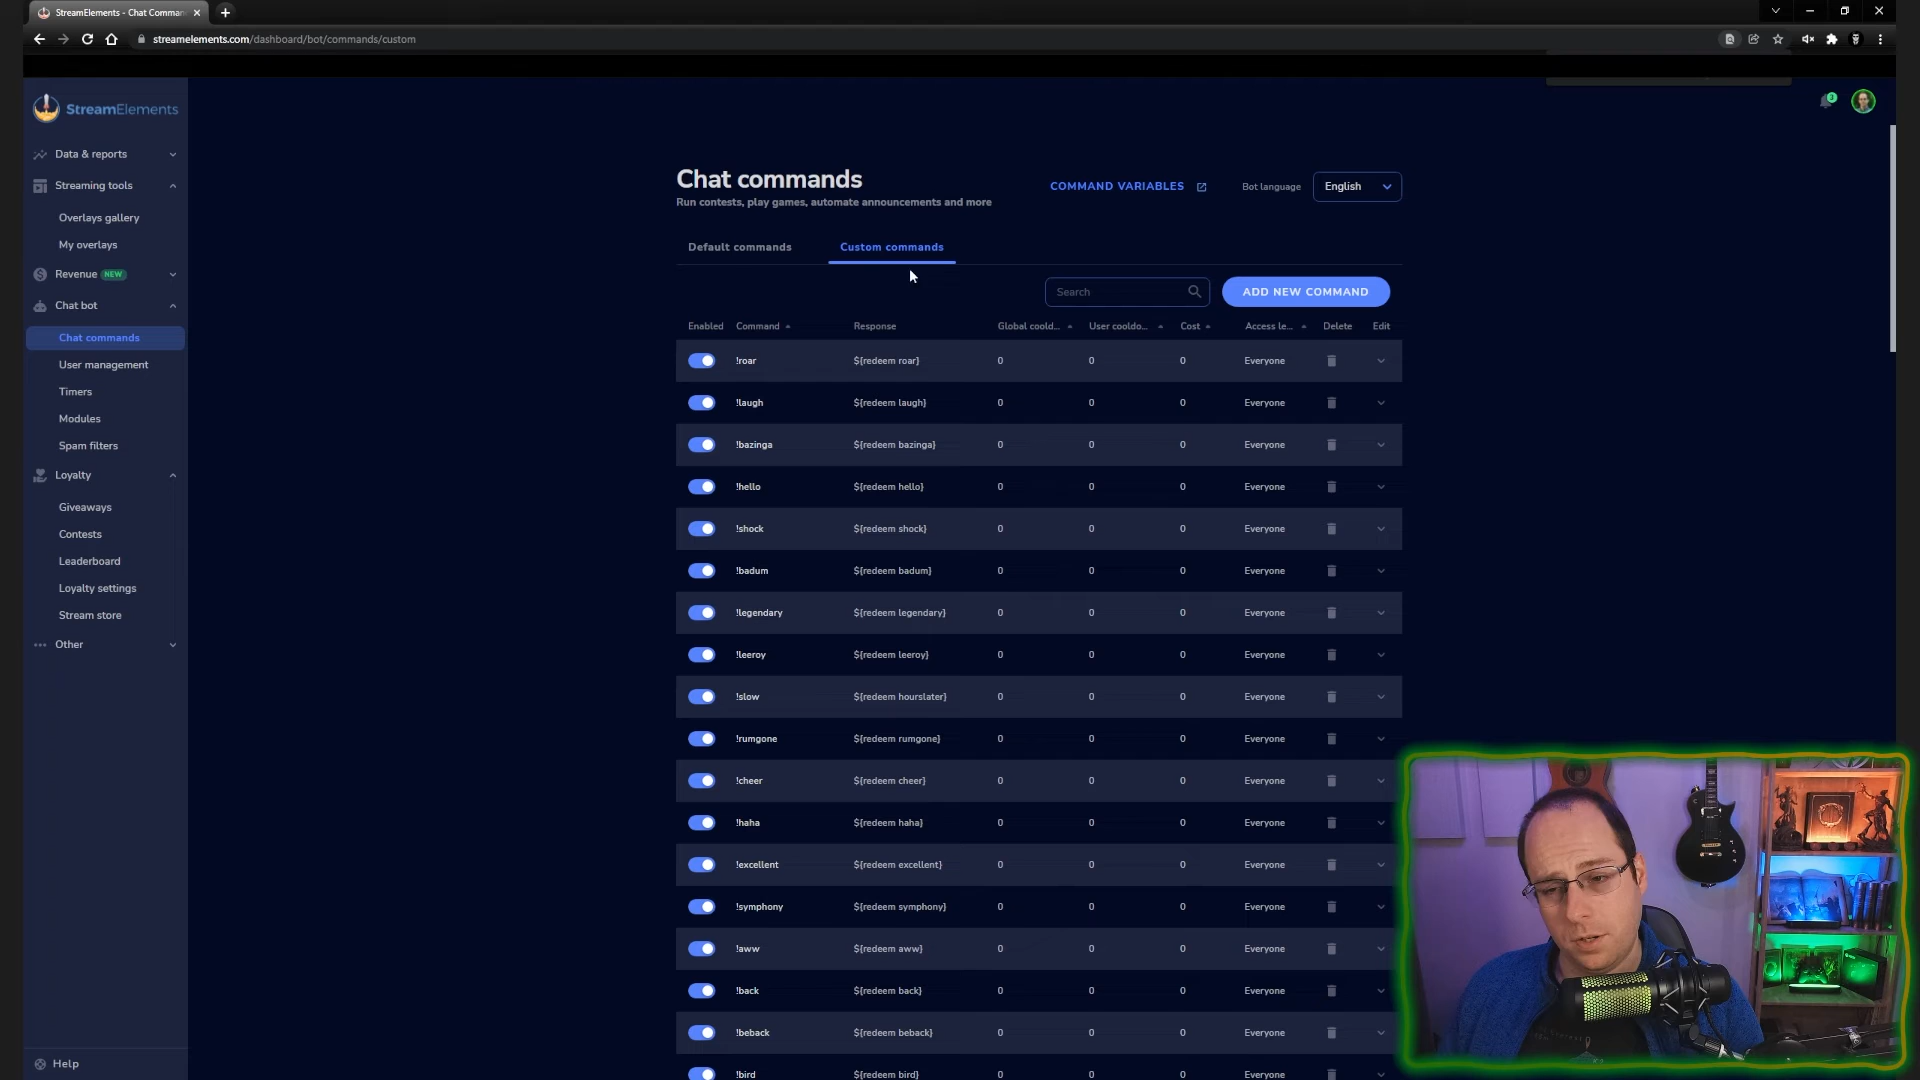 StreamElements - Chat Comman
streamelements.com/dashboard/bot/commands/custom
StreamElements
3
Data & reports
Streaming tools
Overlays gallery
My overlays
Revenue NEW
Chat bot
Chat commands
User management
Timers
Modules
Spam filters
Loyalty
Giveaways
Contests
Leaderboard
Loyalty settings
Stream store
Other
Help
Chat commands
Run contests, play games, automate announcements and more
COMMAND VARIABLES
Bot language
English
Default commands
Custom commands
Search
ADD NEW COMMAND
Enabled Command Response Global coold... User cooldo... Cost Access le... Delete Edit
!roar ${redeem roar} 0 0 0 Everyone
!laugh ${redeem laugh} 0 0 0 Everyone
!bazinga ${redeem bazinga} 0 0 0 Everyone
!hello ${redeem hello} 0 0 0 Everyone
!shock ${redeem shock} 0 0 0 Everyone
!badum ${redeem badum} 0 0 0 Everyone
!legendary ${redeem legendary} 0 0 0 Everyone
!leeroy ${redeem leeroy} 0 0 0 Everyone
!slow ${redeem hourslater} 0 0 0 Everyone
!rumgone ${redeem rumgone} 0 0 0 Everyone
!cheer ${redeem cheer} 0 0 0 Everyone
!haha ${redeem haha} 0 0 0 Everyone
!excellent ${redeem excellent} 0 0 0 Everyone
!symphony ${redeem symphony} 0 0 0 Everyone
!aww ${redeem aww} 0 0 0 Everyone
!back ${redeem back} 0 0 0 Everyone
!beback ${redeem beback} 0 0 0 Everyone
!bird ${redeem bird} 0 0 0 Everyone